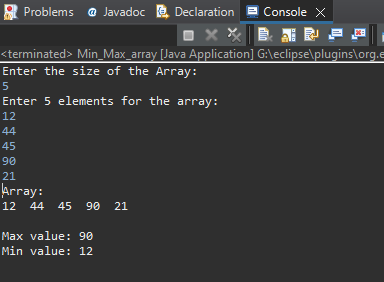 Problems @ Javadoc Declaration Console
<terminated> Min_Max_array [Java Application] G:\eclipse\plugins\org.e
Enter the size of the Array:
5
Enter 5 elements for the array:
12
44
45
90
21
Array:
12 44 45 90 21
Max value: 90
Min value: 12